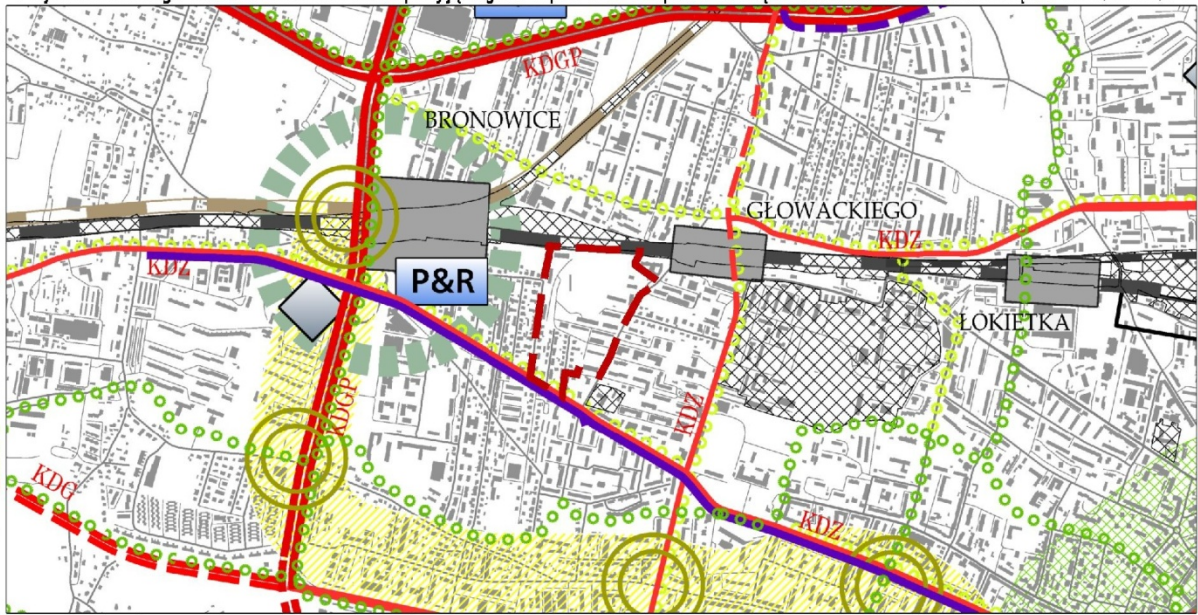 KDGP
BRONOWICE
GŁOWACKIEGO
KDZ
KDZ
P&R
ŁOKIETKA
KDGP
KDZ
KDG
KDZ